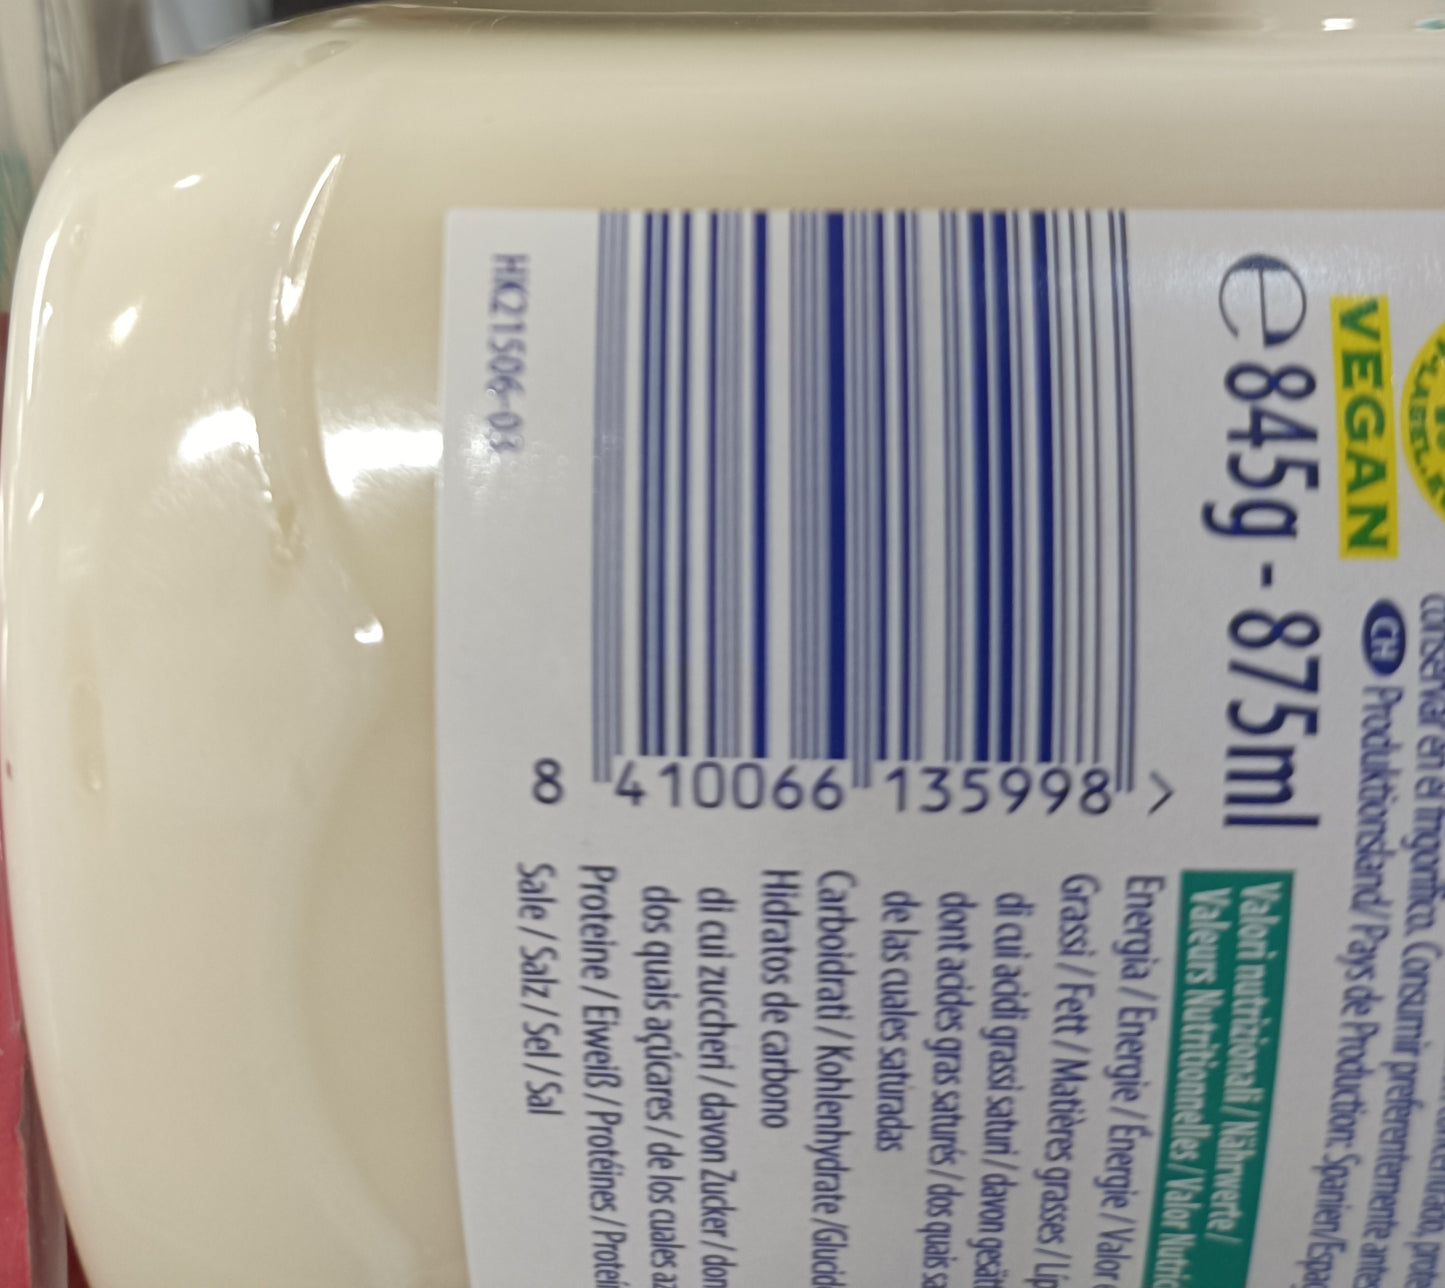 VEGAN
e 845g - 875ml
HK21506-03
8 410066 135998 >
conservar en el frigorífico. Consumir preferentemente
CH Produktionsland / Pays de Production: Spanien/
Valori nutrizionali / Nährwerte /
Valeurs Nutritionnelles / Valor
Energia / Energie / Énergie / Valor
Grassi / Fett / Matières grasses /
di cui acidi grassi saturi / davon
dont acides gras saturés / dos quais
de las cuales saturadas
Carboidrati / Kohlenhydrate /
Hidratos de carbono
di cui zuccheri / davon Zucker /
dos quais açúcares / de los cuales
Proteine / Eiweiß / Protéines /
Sale / Salz / Sel / Sal